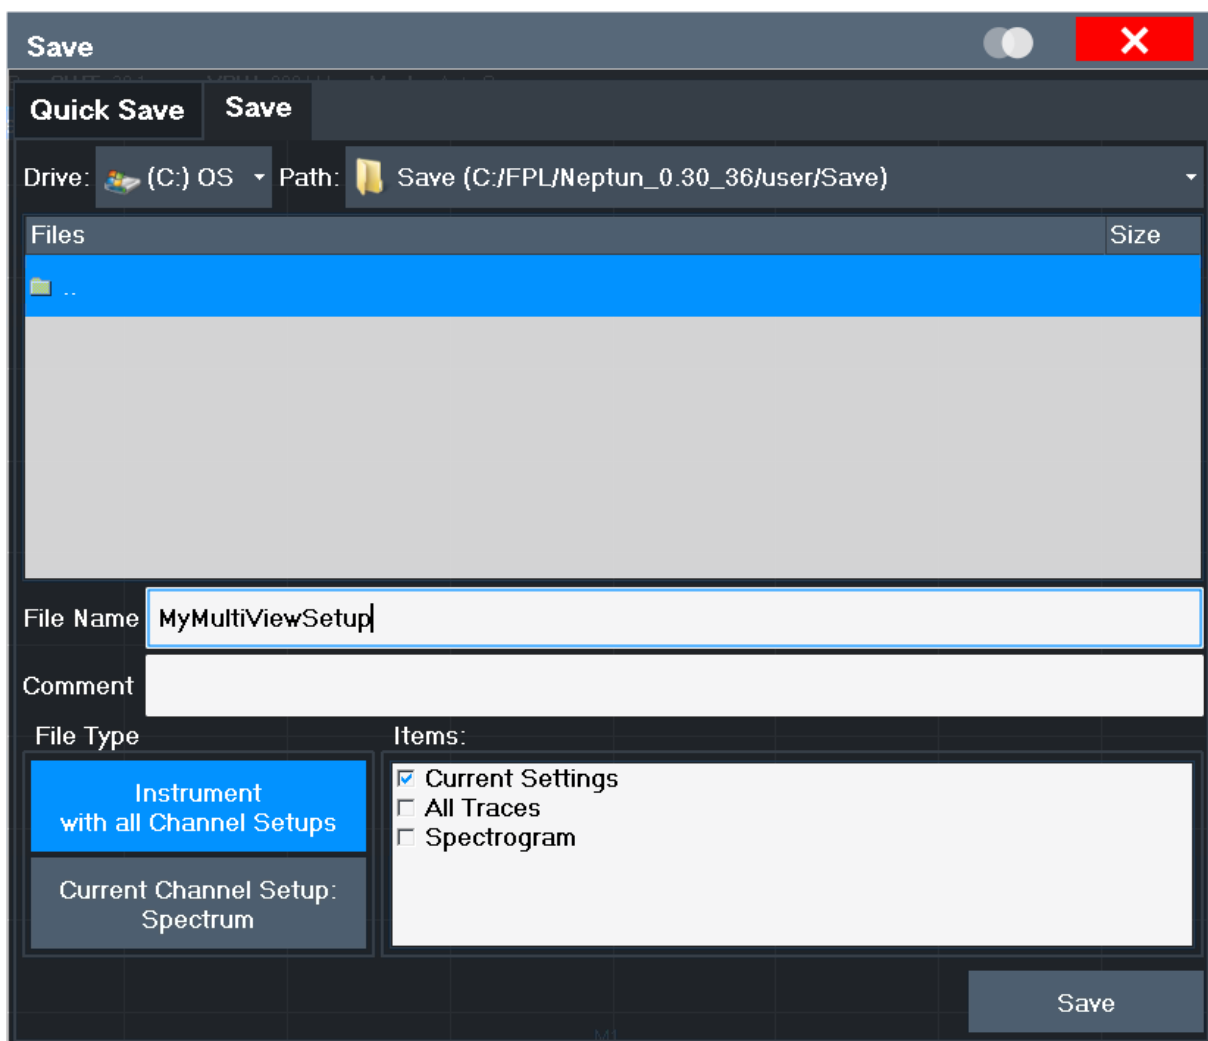 Save
Quick Save
Save
Drive: (C:) OS Path: Save (C:/FPL/Neptun_0.30_36/user/Save)
Files Size
..
File Name MyMultiViewSetup
Comment
File Type Items:
Instrument
with all Channel Setups
Current Channel Setup:
Spectrum
Current Settings
All Traces
Spectrogram
Save
M1